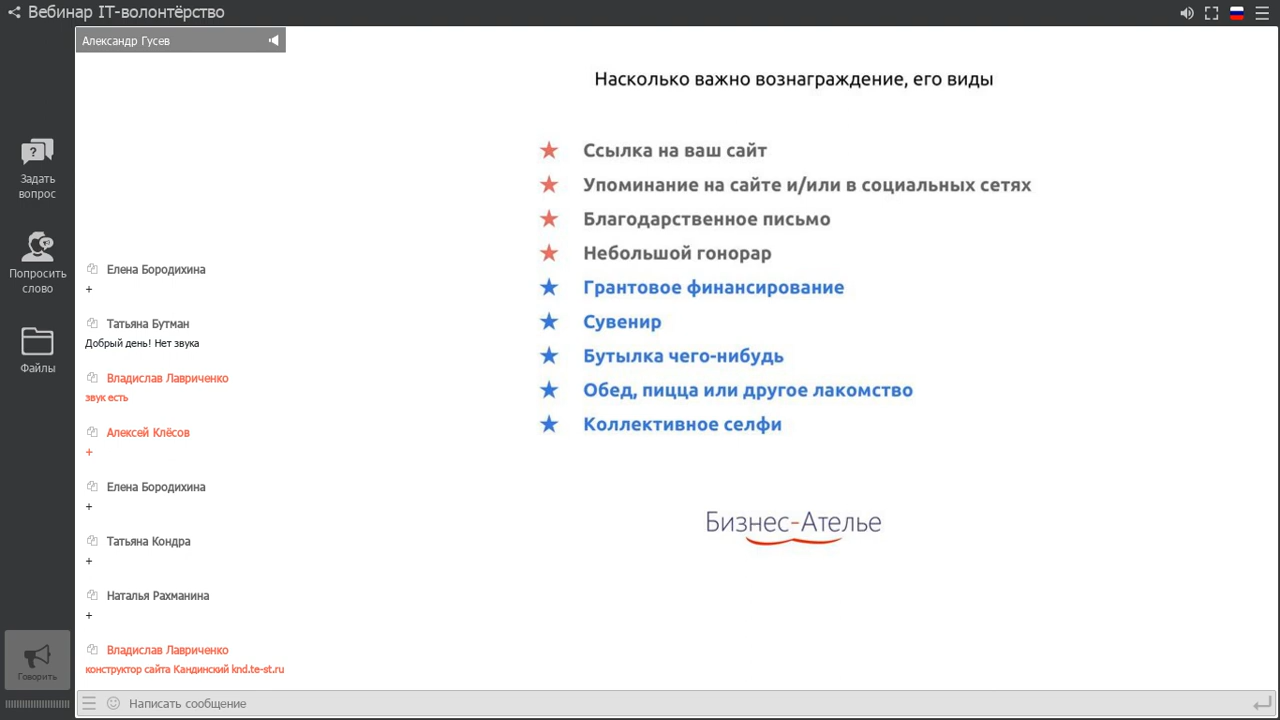 Вебинар IT-волонтёрство
Александр Гусев
Задать
вопрос
Попросить
слово
Файлы
Говорить
Елена Бородихина
+
Татьяна Бутман
Добрый день! Нет звука
Владислав Лавриченко
звук есть
Алексей Клёсов
+
Елена Бородихина
+
Татьяна Кондра
+
Наталья Рахманина
+
Владислав Лавриченко
конструктор сайта Кандинский knd.te-st.ru
Написать сообщение
Насколько важно вознаграждение, его виды
Ссылка на ваш сайт
Упоминание на сайте и/или в социальных сетях
Благодарственное письмо
Небольшой гонорар
Грантовое финансирование
Сувенир
Бутылка чего-нибудь
Обед, пицца или другое лакомство
Коллективное селфи
Бизнес-Ателье